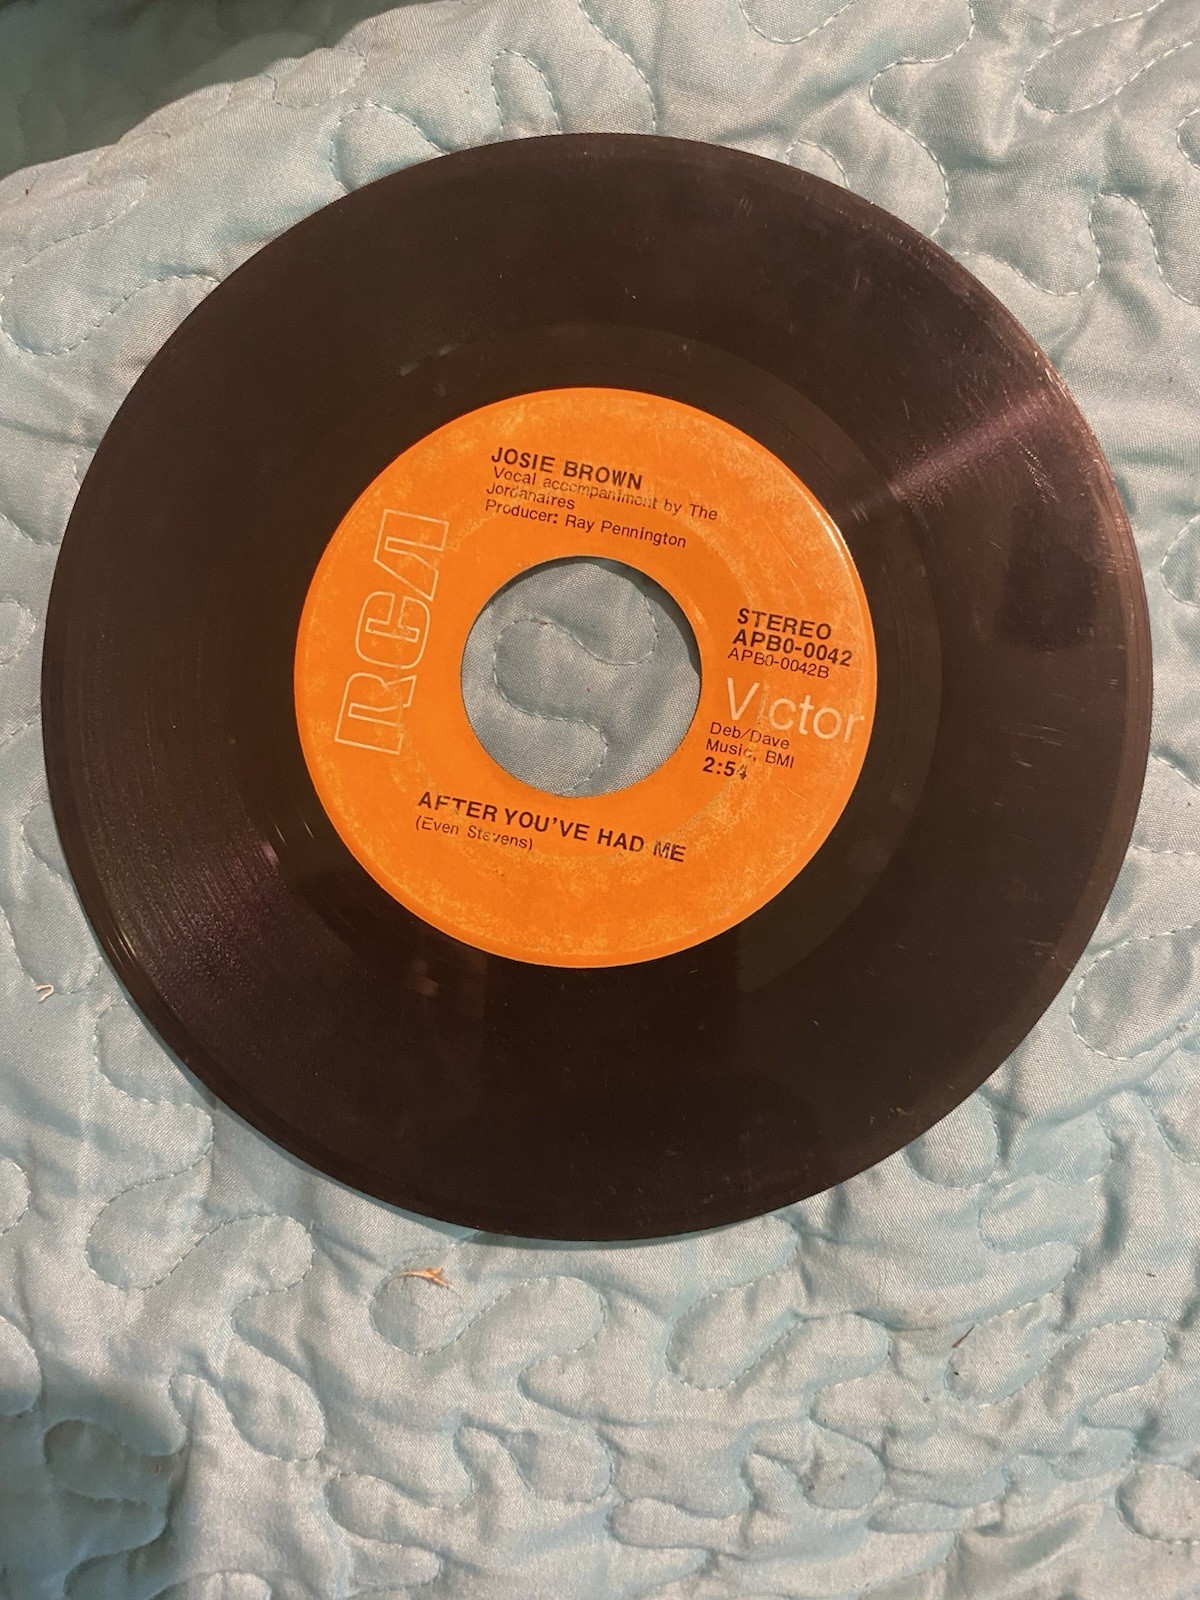 JOSIE BROWN
Vocal accompaniment by The
Jordanaires
Producer: Ray Pennington
RCA
STEREO
APB0-0042
APB0-0042B
Victor
Deb/Dave
Music, BMI
2:54
AFTER YOU'VE HAD ME
(Even Stevens)